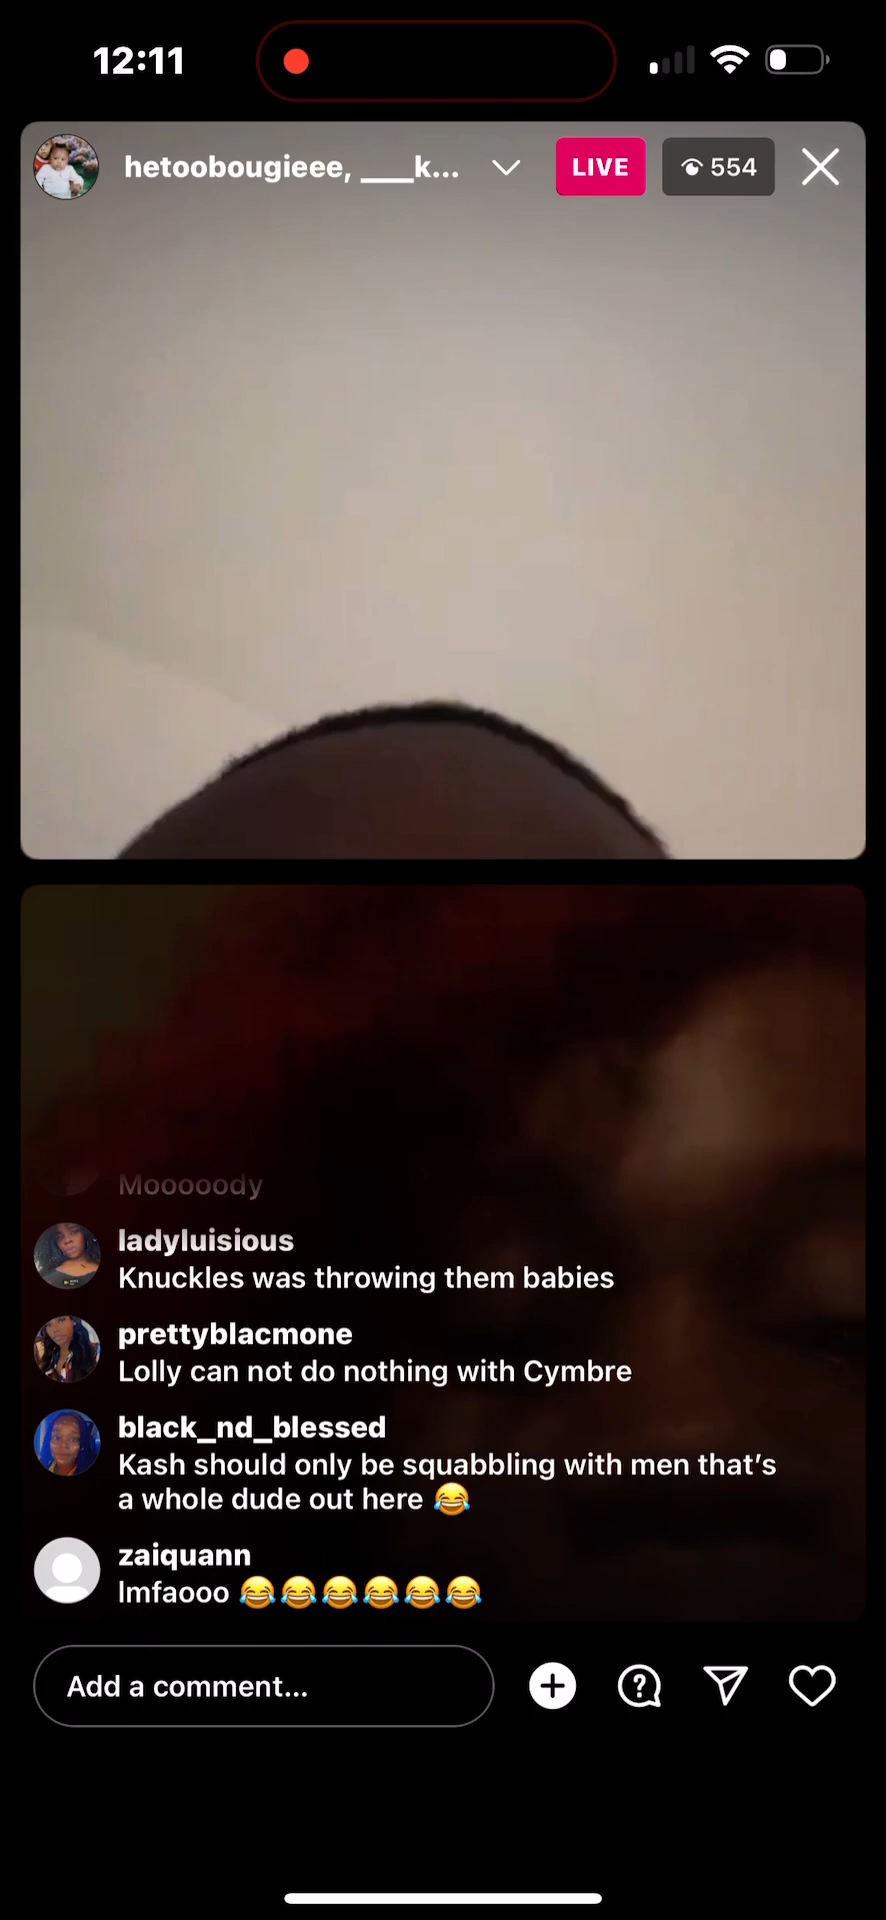 12:11
hetoobougieee, ___k...
LIVE
554
Mooooody
ladyluisious
Knuckles was throwing them babies
prettyblacmone
Lolly can not do nothing with Cymbre
black_nd_blessed
Kash should only be squabbling with men that's
a whole dude out here 😂
zaiquann
lmfaooo 😂😂😂😂😂😂
Add a comment...